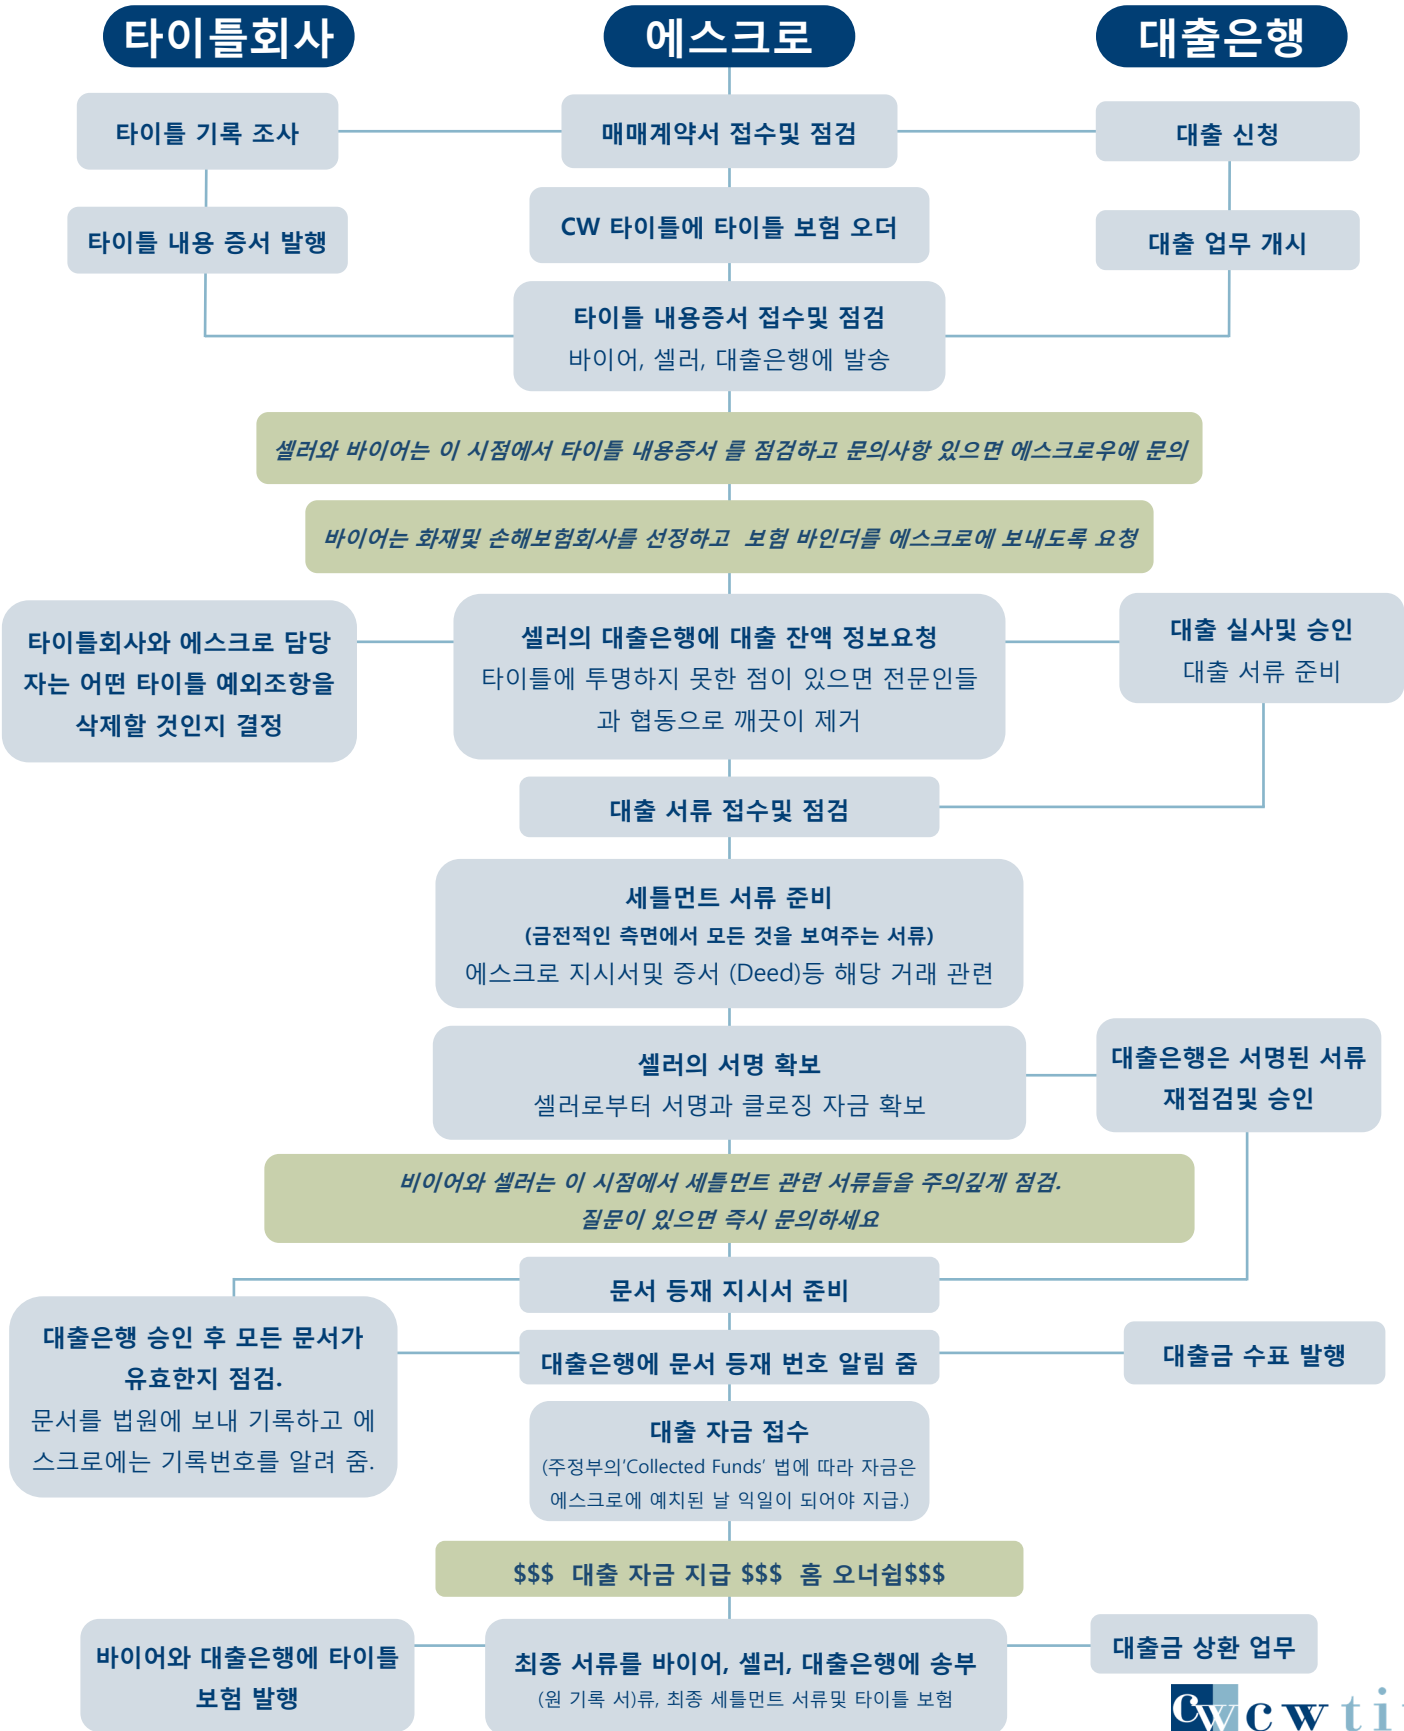 타이틀회사
에스크로
대출은행
타이틀 기록 조사
매매계약서 접수및 점검
대출 신청
CW 타이틀에 타이틀 보험 오더
타이틀 내용 증서 발행
대출 업무 개시
타이틀 내용증서 접수및 점검
바이어, 셀러, 대출은행에 발송
셀러와 바이어는 이 시점에서 타이틀 내용증서 를 점검하고 문의사항 있으면 에스크로우에 문의
바이어는 화재및 손해보험회사를 선정하고 보험 바인더를 에스크로에 보내도록 요청
타이틀회사와 에스크로 담당
자는 어떤 타이틀 예외조항을
삭제할 것인지 결정
셀러의 대출은행에 대출 잔액 정보요청
타이틀에 투명하지 못한 점이 있으면 전문인들
과 협동으로 깨끗이 제거
대출 실사및 승인
대출 서류 준비
대출 서류 접수및 점검
세틀먼트 서류 준비
(금전적인 측면에서 모든 것을 보여주는 서류)
에스크로 지시서및 증서 (Deed)등 해당 거래 관련
셀러의 서명 확보
셀러로부터 서명과 클로징 자금 확보
대출은행은 서명된 서류
재점검및 승인
비이어와 셀러는 이 시점에서 세틀먼트 관련 서류들을 주의깊게 점검.
질문이 있으면 즉시 문의하세요
문서 등재 지시서 준비
대출은행 승인 후 모든 문서가
유효한지 점검.
문서를 법원에 보내 기록하고 에
스크로에는 기록번호를 알려 줌.
대출은행에 문서 등재 번호 알림 줌
대출금 수표 발행
대출 자금 접수
(주정부의'Collected Funds' 법에 따라 자금은
에스크로에 예치된 날 익일이 되어야 지급.)
$$$ 대출 자금 지급 $$$ 홈 오너쉽$$$
바이어와 대출은행에 타이틀
보험 발행
최종 서류를 바이어, 셀러, 대출은행에 송부
(원 기록 서)류, 최종 세틀먼트 서류및 타이틀 보험
대출금 상환 업무
cw cw ti